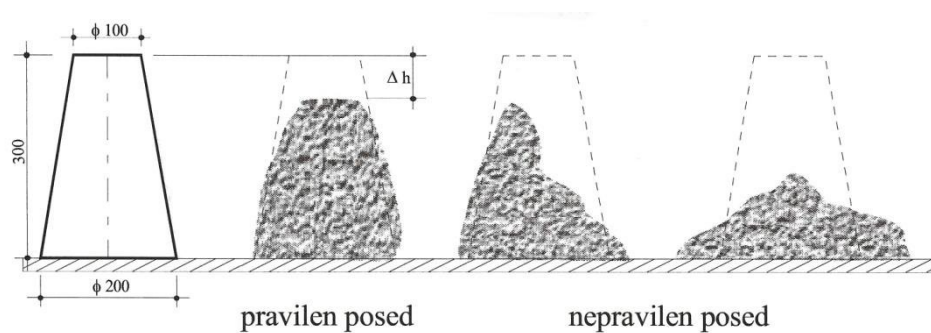 ϕ 100
Δ h
300
ϕ 200
pravilen posed
nepravilen posed